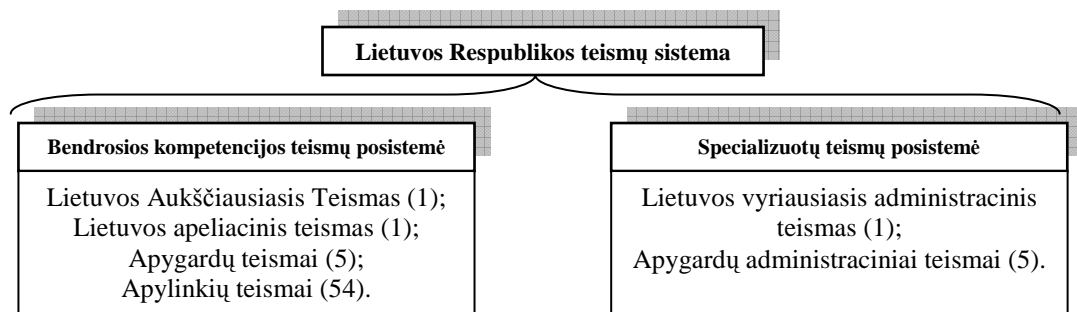 Lietuvos Respublikos teismų sistema
Bendrosios kompetencijos teismų posistemė
Lietuvos Aukščiausiasis Teismas (1);
Lietuvos apeliacinis teismas (1);
Apygardų teismai (5);
Apylinkių teismai (54).
Specializuotų teismų posistemė
Lietuvos vyriausiasis administracinis
teismas (1);
Apygardų administraciniai teismai (5).